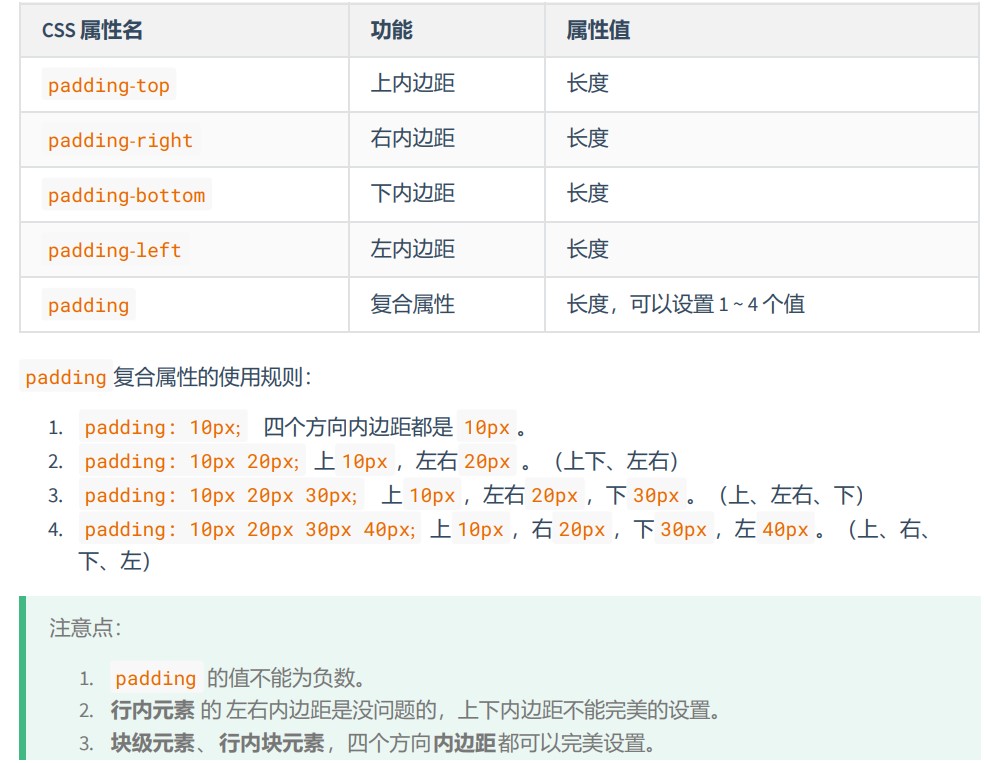 CSS 属性名 功能 属性值
padding-top 上内边距 长度
padding-right 右内边距 长度
padding-bottom 下内边距 长度
padding-left 左内边距 长度
padding 复合属性 长度，可以设置 1 ~ 4 个值
padding 复合属性的使用规则：
1. padding: 10px; 四个方向内边距都是 10px 。
2. padding: 10px 20px; 上 10px ，左右 20px 。（上下、左右）
3. padding: 10px 20px 30px; 上 10px ，左右 20px ，下 30px 。（上、左右、下）
4. padding: 10px 20px 30px 40px; 上 10px ，右 20px ，下 30px ，左 40px 。（上、右、
下、左）
注意点：
1. padding 的值不能为负数。
2. 行内元素 的 左右内边距是没问题的，上下内边距不能完美的设置。
3. 块级元素、行内块元素，四个方向内边距都可以完美设置。